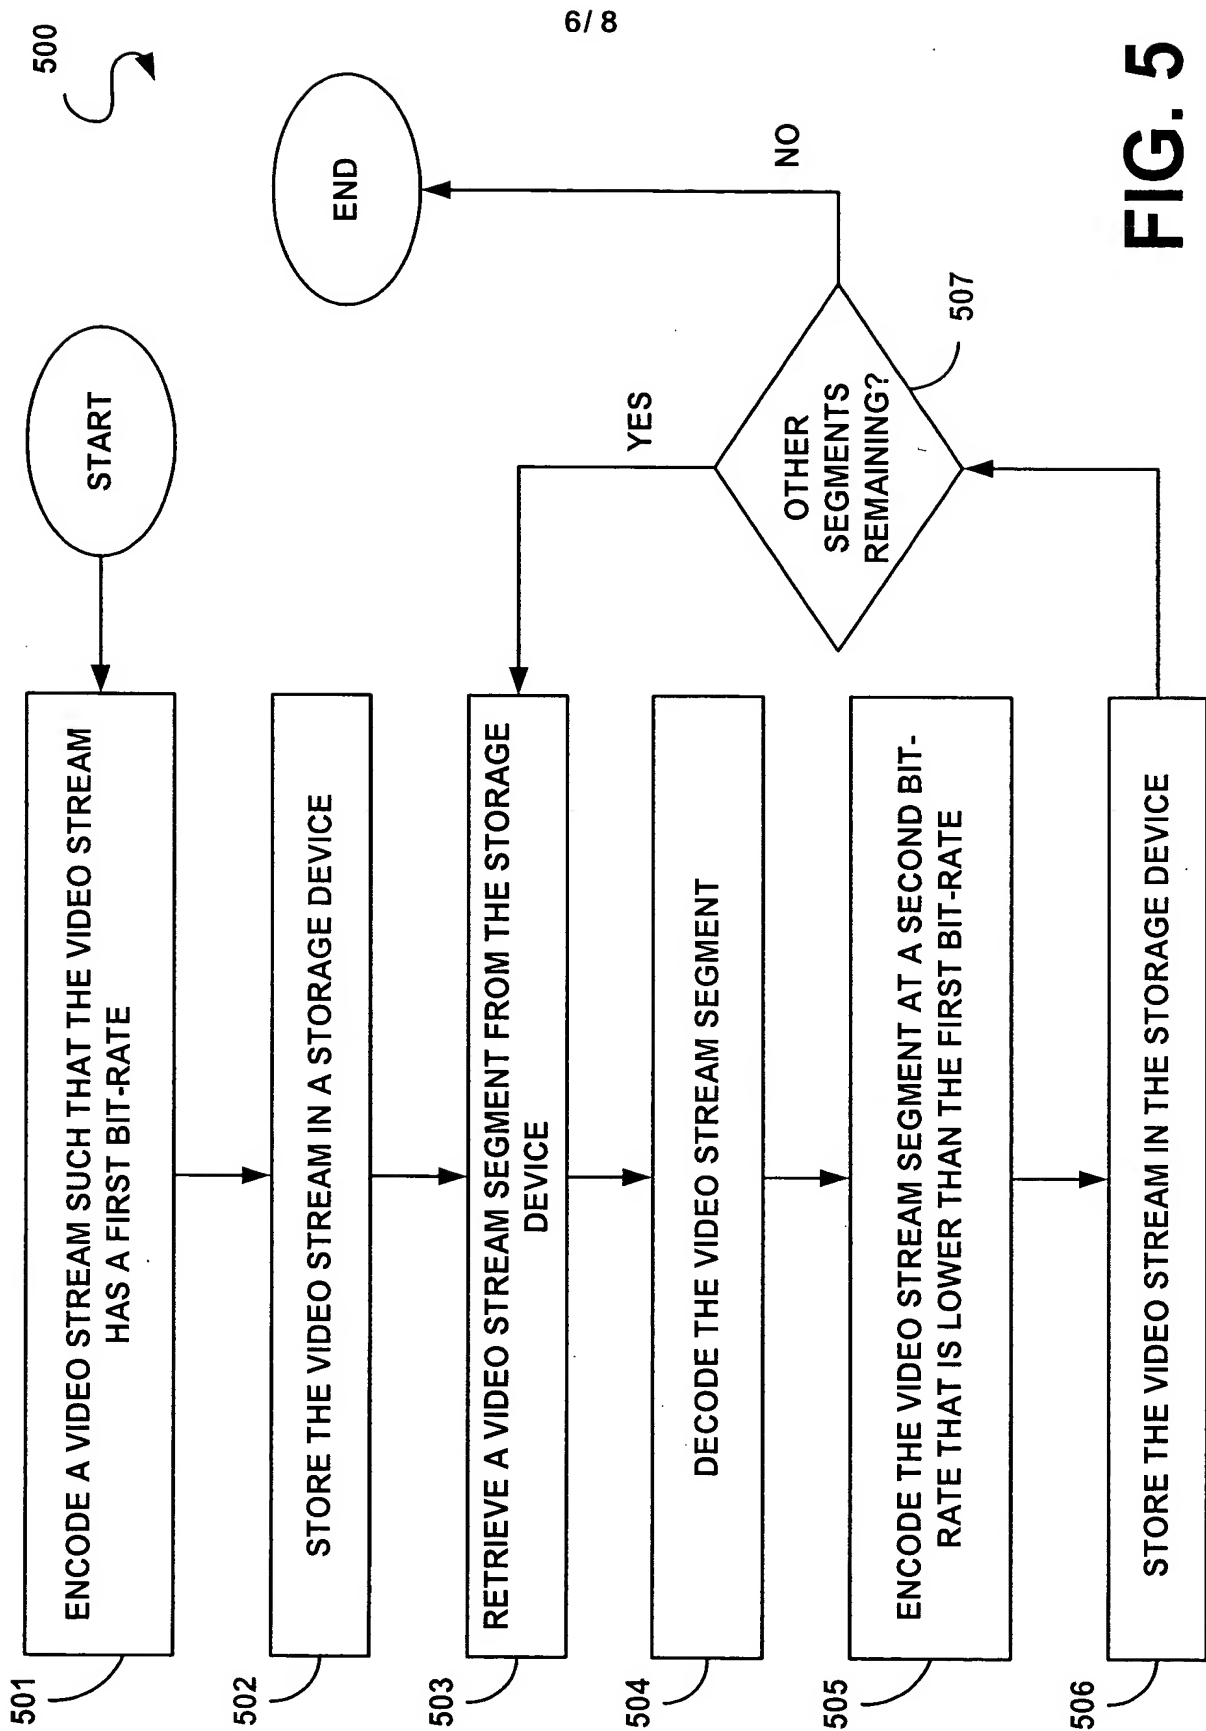 6/ 8
500
START
501
ENCODE A VIDEO STREAM SUCH THAT THE VIDEO STREAM
HAS A FIRST BIT-RATE
502
STORE THE VIDEO STREAM IN A STORAGE DEVICE
503
RETRIEVE A VIDEO STREAM SEGMENT FROM THE STORAGE
DEVICE
504
DECODE THE VIDEO STREAM SEGMENT
505
ENCODE THE VIDEO STREAM SEGMENT AT A SECOND BIT-
RATE THAT IS LOWER THAN THE FIRST BIT-RATE
506
STORE THE VIDEO STREAM IN THE STORAGE DEVICE
OTHER
SEGMENTS
REMAINING?
507
YES
NO
END
FIG. 5